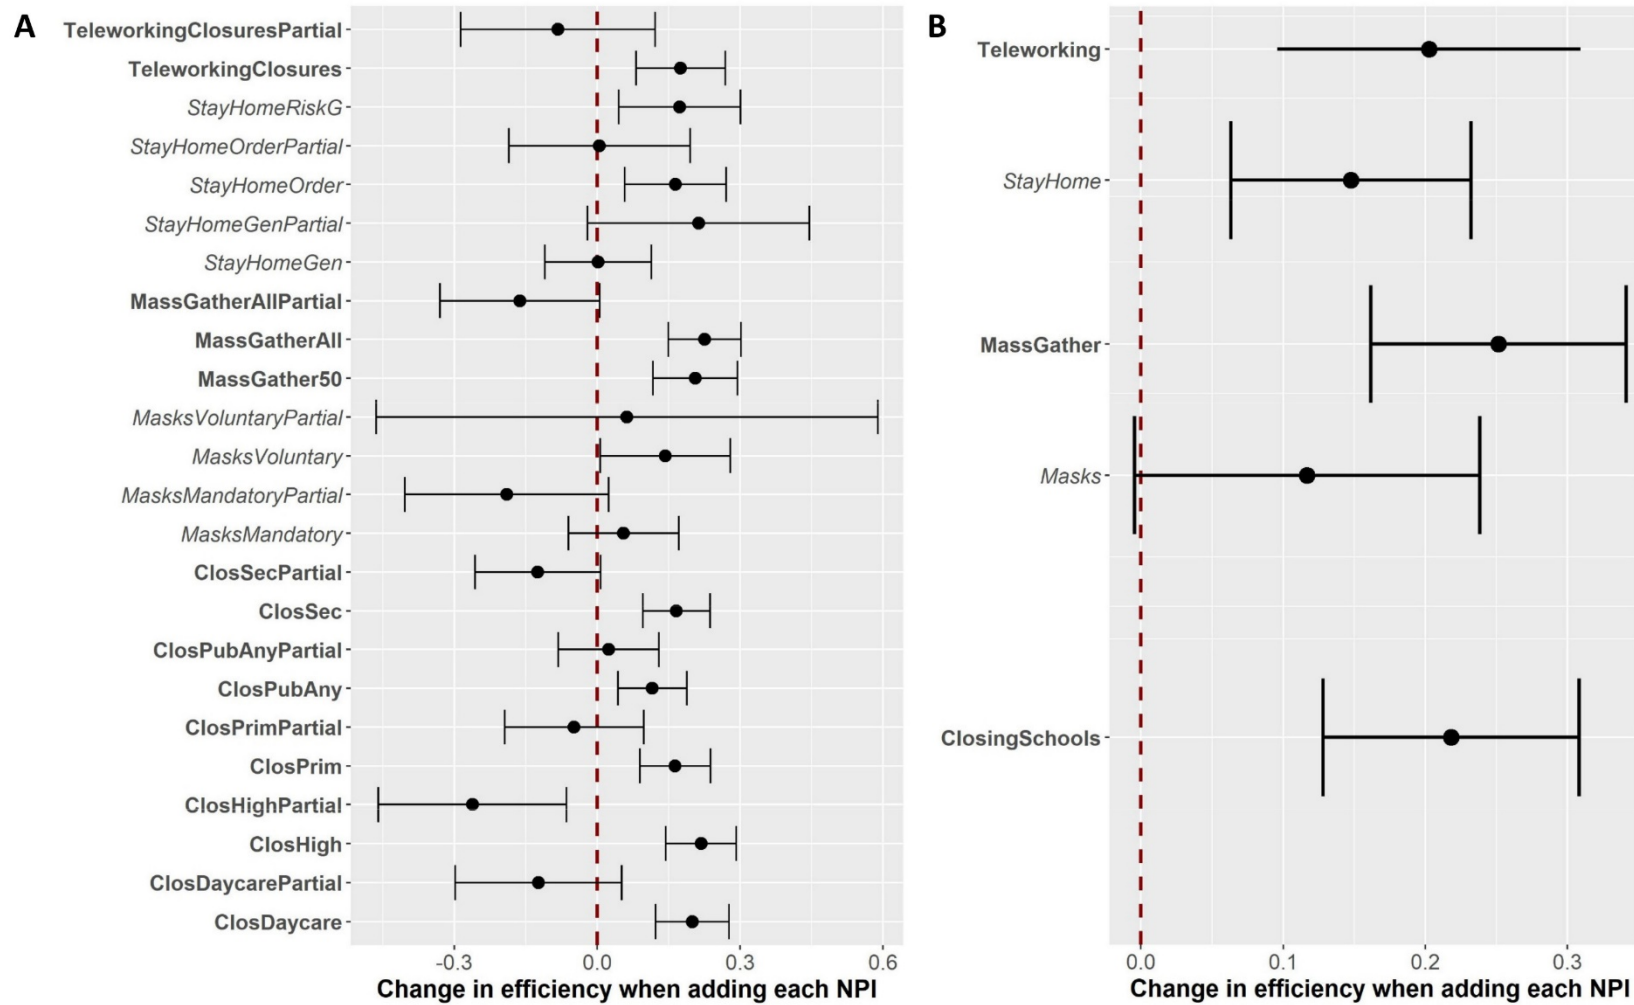 A
TeleworkingClosuresPartial
TeleworkingClosures
StayHomeRiskG
StayHomeOrderPartial
StayHomeOrder
StayHomeGenPartial
StayHomeGen
MassGatherAllPartial
MassGatherAll
MassGather50
MasksVoluntaryPartial
MasksVoluntary
MasksMandatoryPartial
MasksMandatory
ClosSecPartial
ClosSec
ClosPubAnyPartial
ClosPubAny
ClosPrimPartial
ClosPrim
ClosHighPartial
ClosHigh
ClosDaycarePartial
ClosDaycare
-0.3 0.0 0.3 0.6
Change in efficiency when adding each NPI
B
Teleworking
StayHome
MassGather
Masks
ClosingSchools
0.0 0.1 0.2 0.3
Change in efficiency when adding each NPI